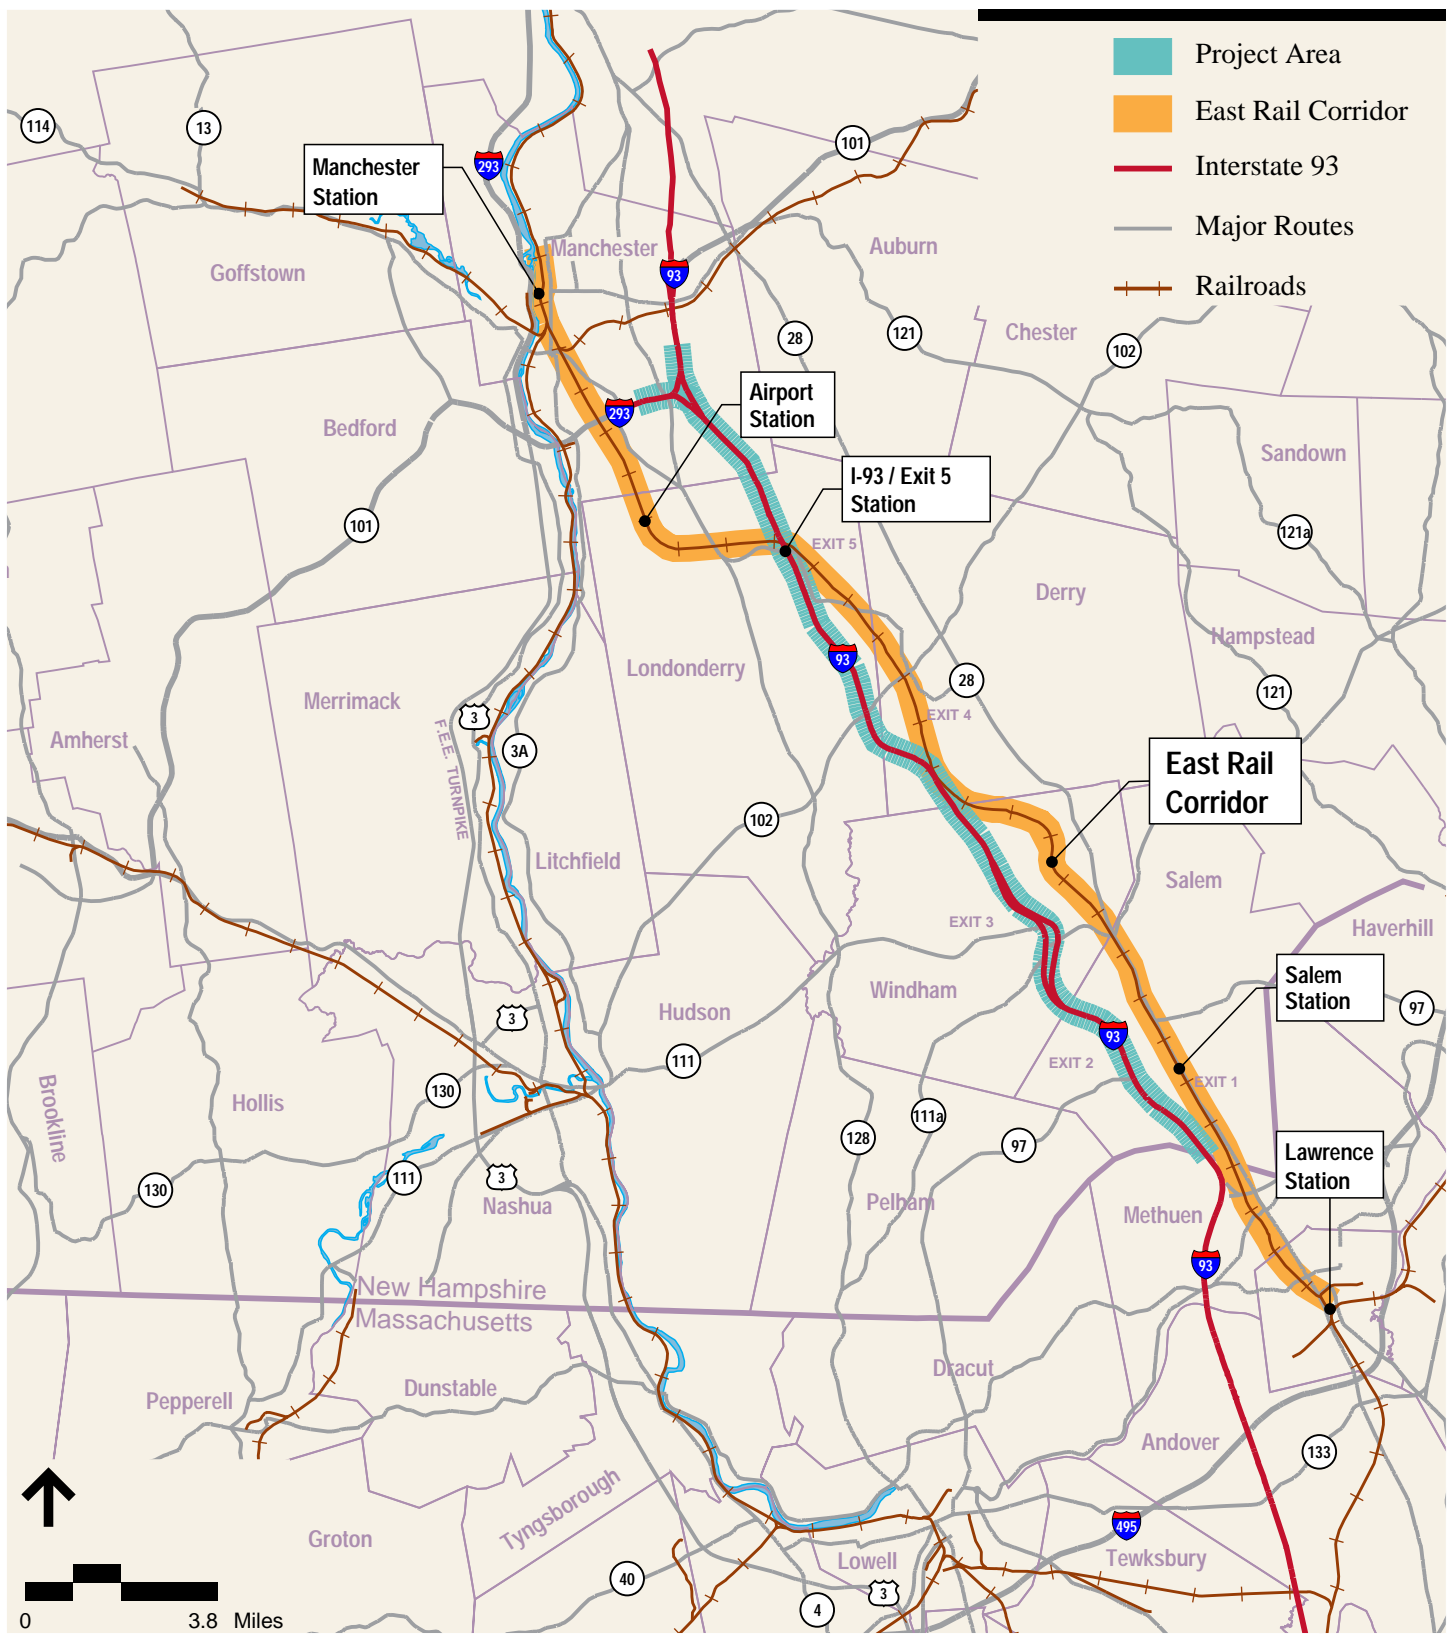 Project Area
East Rail Corridor
Interstate 93
Major Routes
Railroads
114
13
293
101
Manchester
Station
Manchester
Auburn
Goffstown
93
28
121
Chester
102
Airport
Station
293
Bedford
Sandown
I-93 / Exit 5
Station
101
121a
EXIT 5
Derry
Hampstead
93
Londonderry
28
121
Merrimack
3
EXIT 4
F.E.E. TURNPIKE
Amherst
3A
East Rail
Corridor
102
Litchfield
Salem
EXIT 3
Haverhill
Salem
Station
Windham
97
3
Hudson
93
111
EXIT 2
EXIT 1
Brookline
130
Hollis
111a
128
97
Lawrence
Station
111
3
130
Nashua
Pelham
Methuen
93
New Hampshire
Massachusetts
Dracut
Dunstable
Pepperell
Andover
133
Tyngsborough
495
Groton
Lowell
Tewksbury
40
3
4
0 3.8 Miles